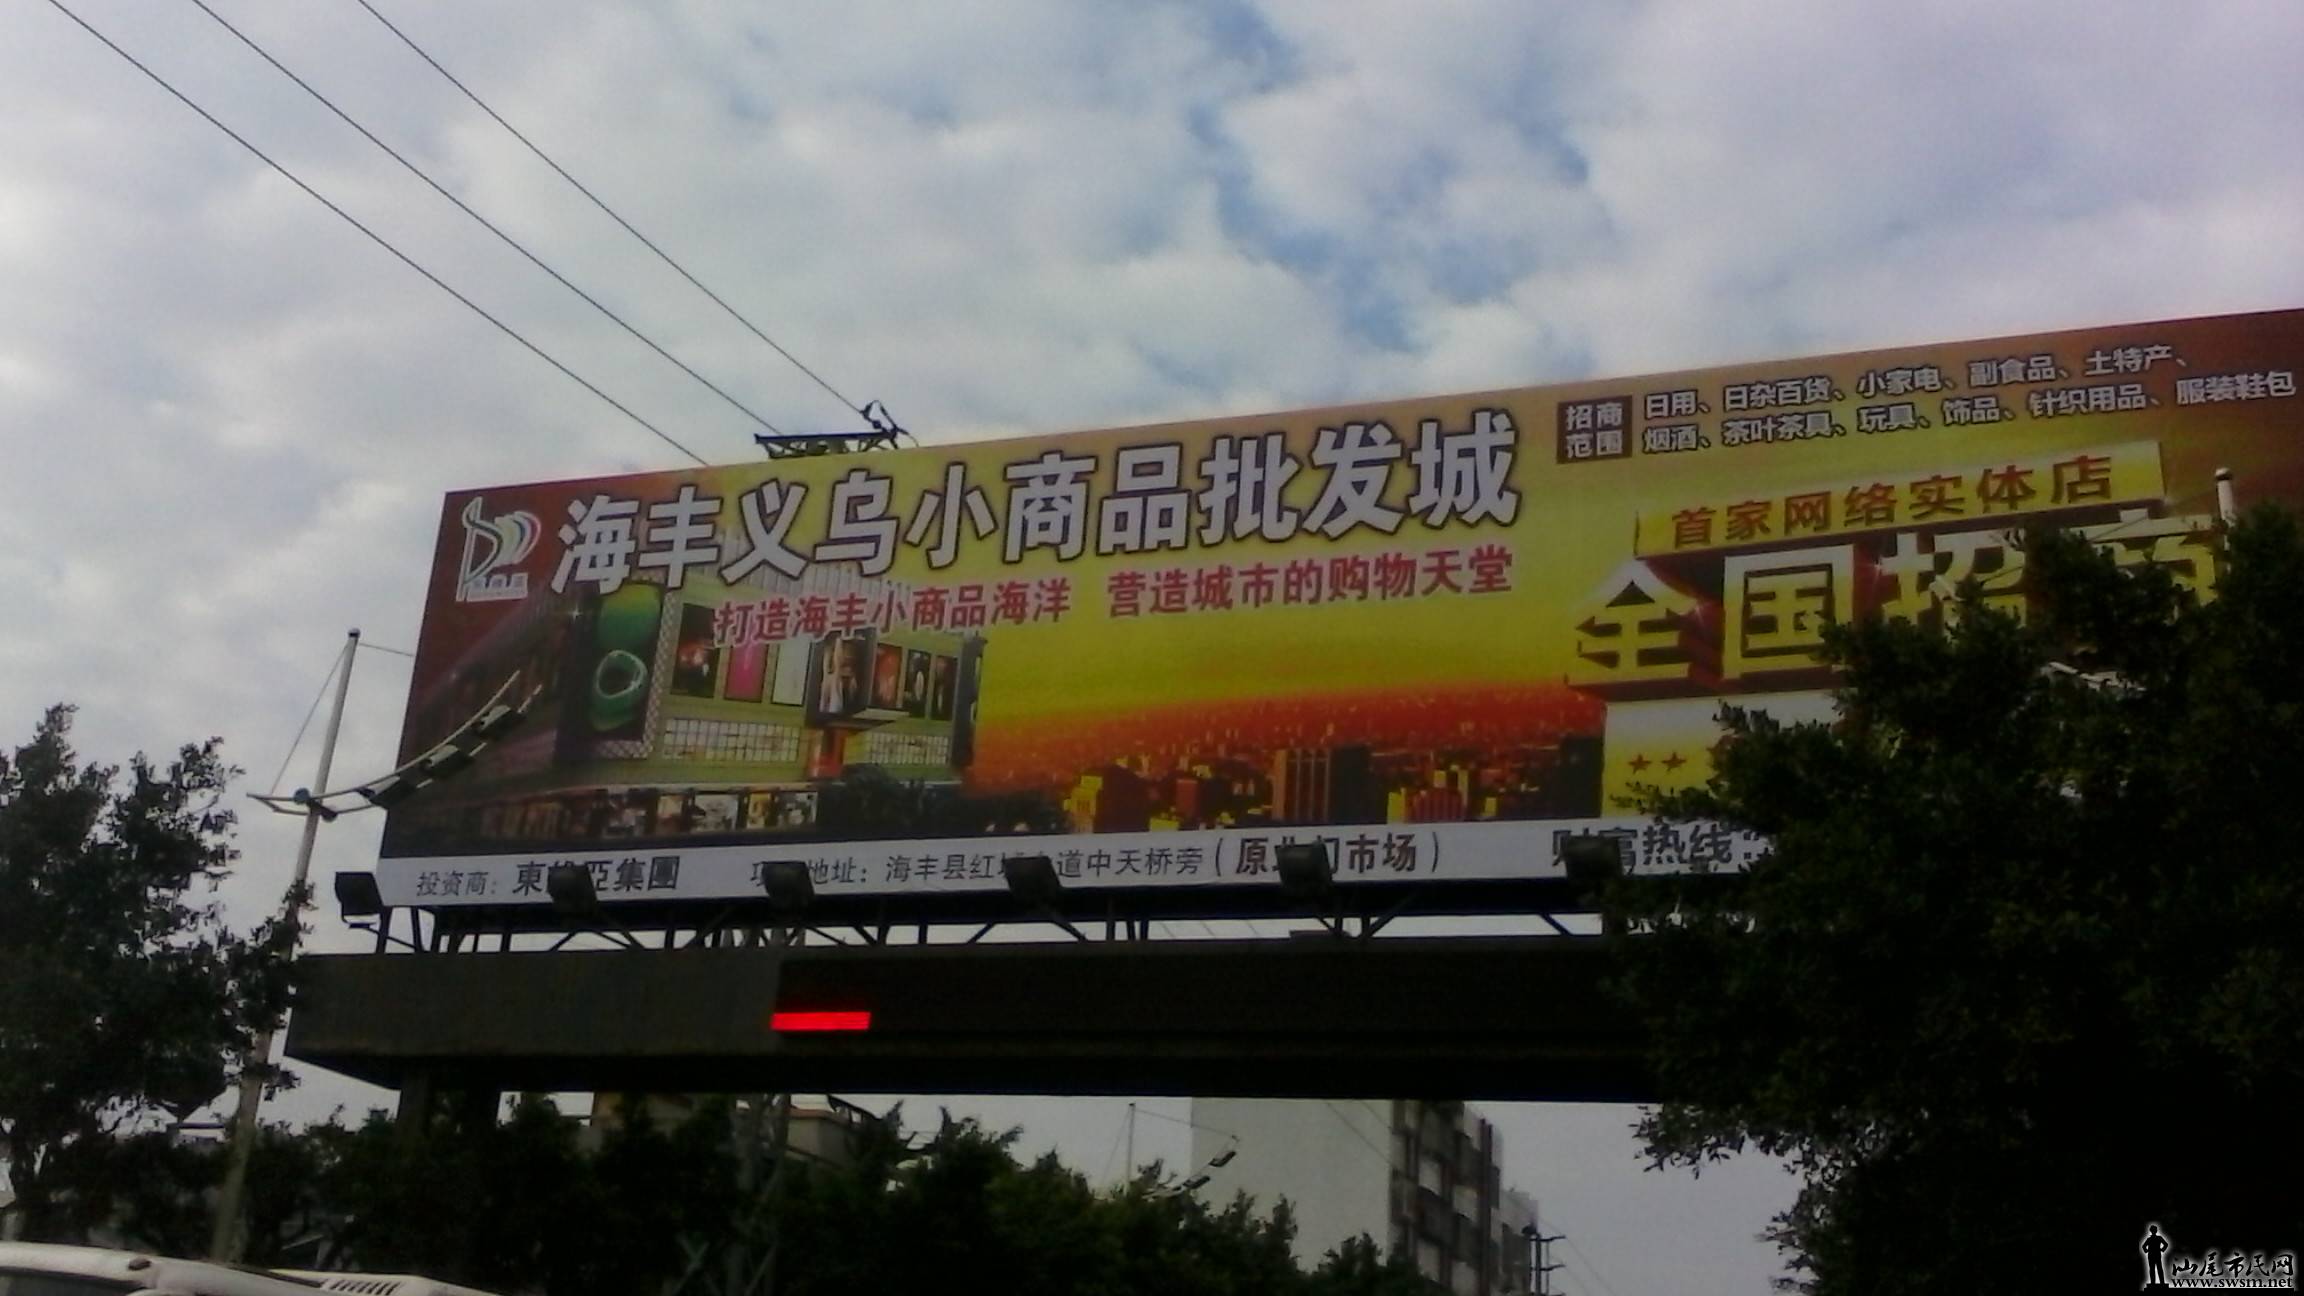 海丰义乌小商品批发城
打造海丰小商品海洋 营造城市的购物天堂
招商范围
日用、日杂百货、小家电、副食品、土特产、
烟酒、茶叶茶具、玩具、饰品、针织用品、服装鞋包
首家网络实体店
全国招商
投资商：東 集團 地址：海丰县红 道中天桥旁（原 市场） 财富热线：
汕尾市民网
www.swsm.net